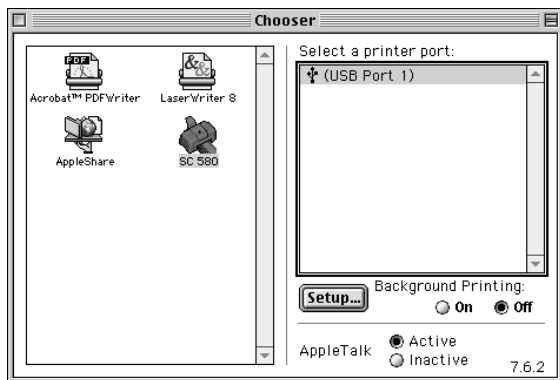 Chooser
Select a printer port:
(USB Port 1)
PDF
Acrobat™ PDFWriter
LaserWriter 8
AppleShare
SC 580
Setup...
Background Printing:
On Off
AppleTalk
Active
Inactive
7.6.2